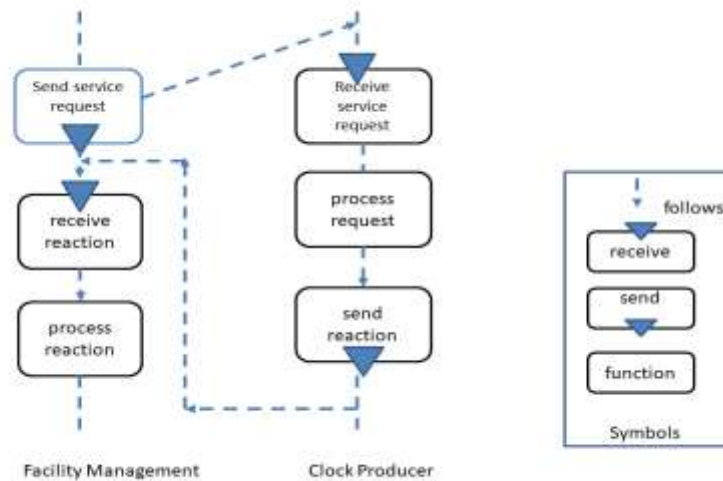 Send service
request
receive
reaction
process
reaction
Facility Management
Receive
service
request
process
request
send
reaction
Clock Producer
follows
receive
send
function
Symbols